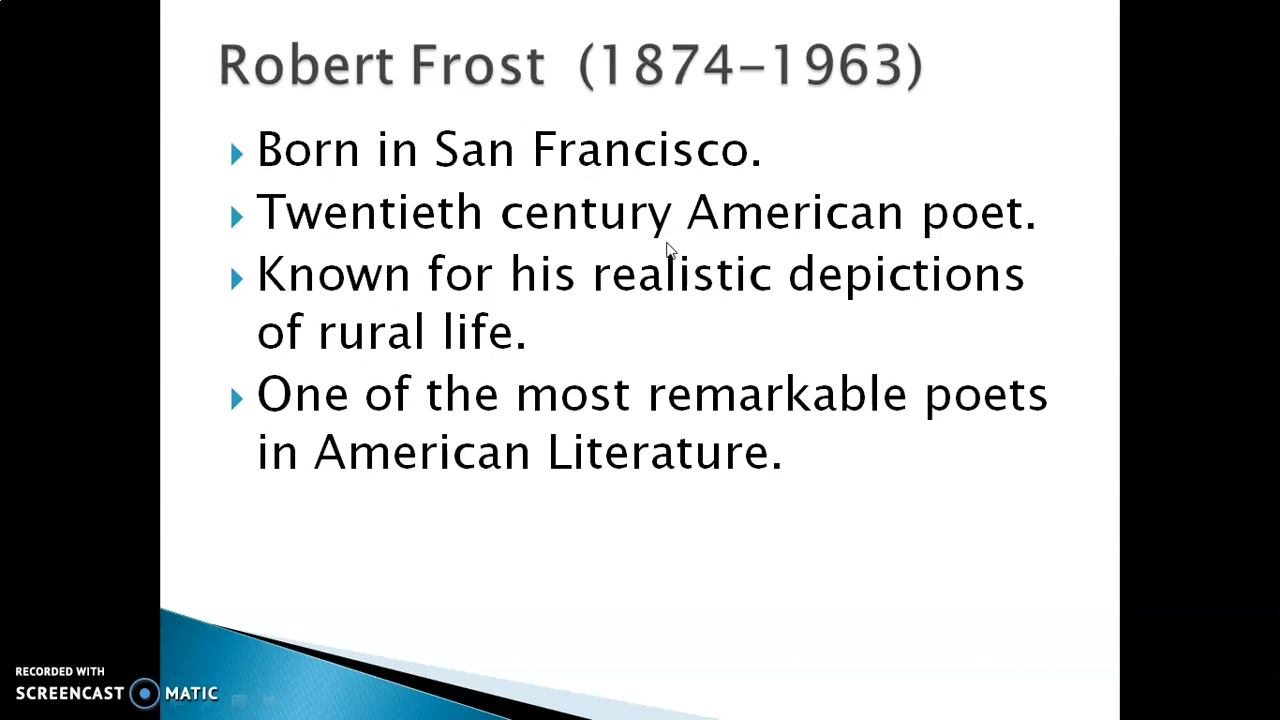 Robert Frost (1874-1963)
Born in San Francisco.
Twentieth century American poet.
Known for his realistic depictions
of rural life.
One of the most remarkable poets
in American Literature.
RECORDED WITH
SCREENCAST MATIC